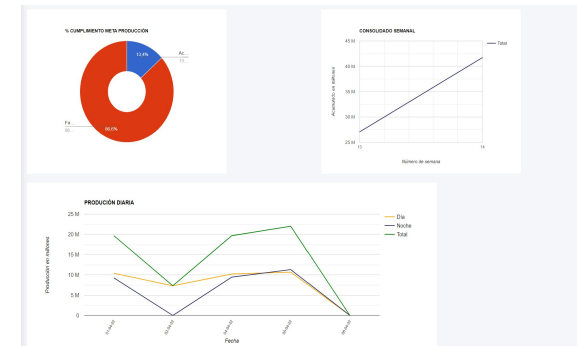 % CUMPLIMIENTO META PRODUCCIÓN
13,4%
Ac...
13...
86,6%
Fa...
86...
CONSOLIDADO SEMANAL
45 M
40 M
35 M
30 M
25 M
Acumulado en millones
13
14
Número de semana
Total
PRODUCIÓN DIARIA
25 M
20 M
15 M
10 M
5 M
0
Producción en millones
Fecha
Día
Noche
Total